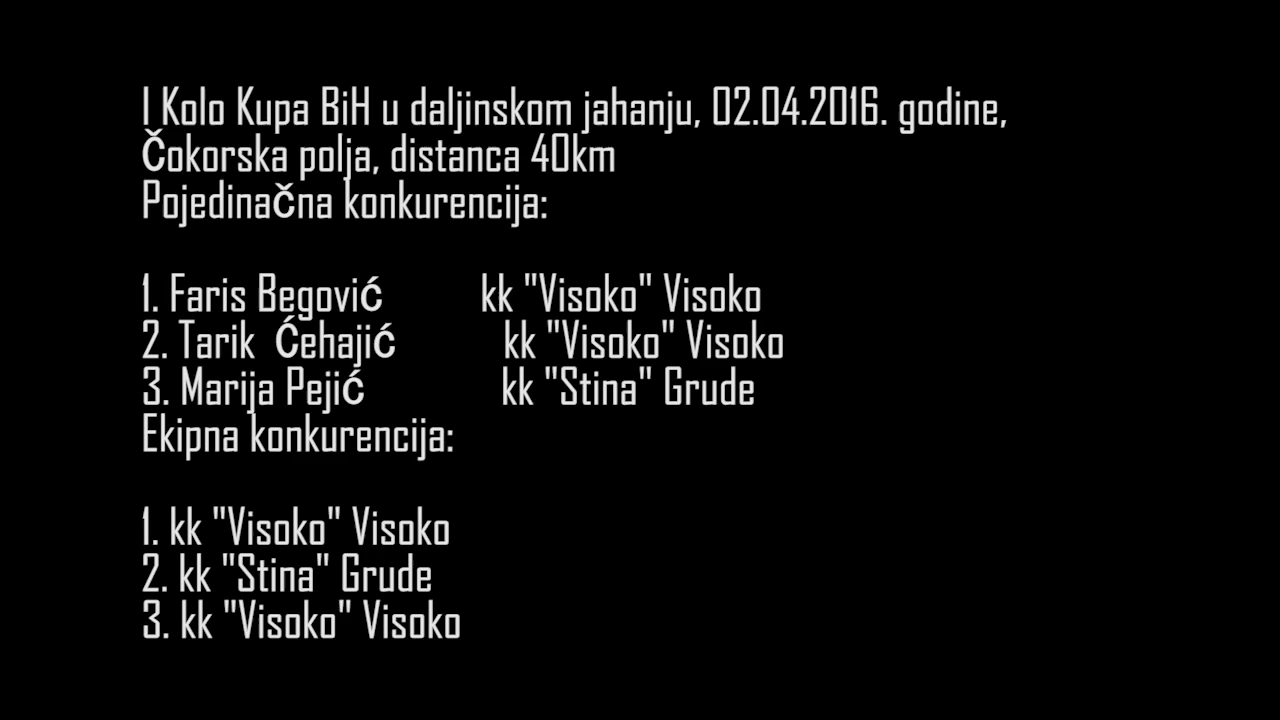 I Kolo Kupa BiH u daljinskom jahanju, 02.04.2016. godine,
Čokorska polja, distanca 40km
Pojedinačna konkurencija:
1. Faris Begović kk "Visoko" Visoko
2. Tarik Ćehajić kk "Visoko" Visoko
3. Marija Pejić kk "Stina" Grude
Ekipna konkurencija:
1. kk "Visoko" Visoko
2. kk "Stina" Grude
3. kk "Visoko" Visoko